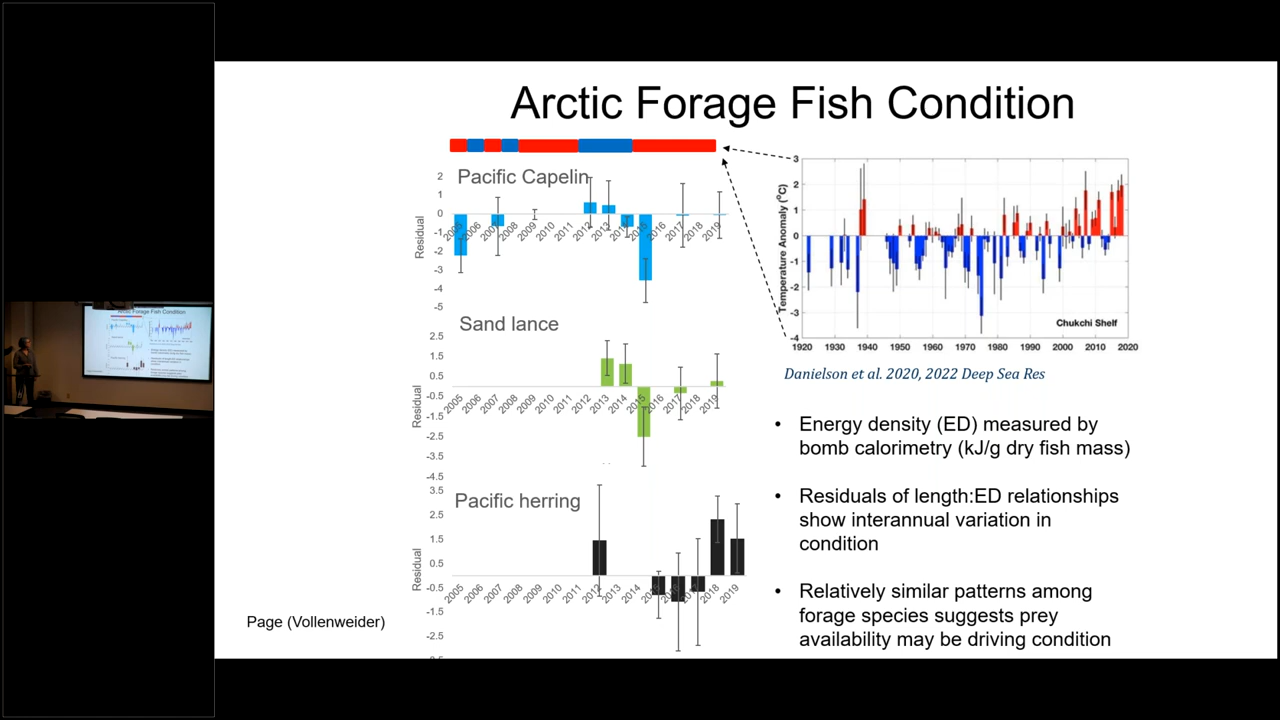 Arctic Forage Fish Condition
Pacific Capelin
2
1
0
-1
-2
-3
-4
-5
Residual
2005 2006 2007 2008 2009 2010 2011 2012 2013 2014 2015 2016 2017 2018 2019
Sand lance
2.5
1.5
0.5
-0.5
-1.5
-2.5
-3.5
-4.5
Residual
2005 2006 2007 2008 2009 2010 2011 2012 2013 2014 2015 2016 2017 2018 2019
Pacific herring
3.5
2.5
1.5
0.5
-0.5
-1.5
-2.5
Residual
2005 2006 2007 2008 2009 2010 2011 2012 2013 2014 2018 2019
Page (Vollenweider)
3
2
1
0
-1
-2
-3
-4
Temperature Anomaly (°C)
Chukchi Shelf
1920 1930 1940 1950 1960 1970 1980 1990 2000 2010 2020
Danielson et al. 2020, 2022 Deep Sea Res
• Energy density (ED) measured by
bomb calorimetry (kJ/g dry fish mass)
• Residuals of length:ED relationships
show interannual variation in
condition
• Relatively similar patterns among
forage species suggests prey
availability may be driving condition
Arctic Forage Fish Condition